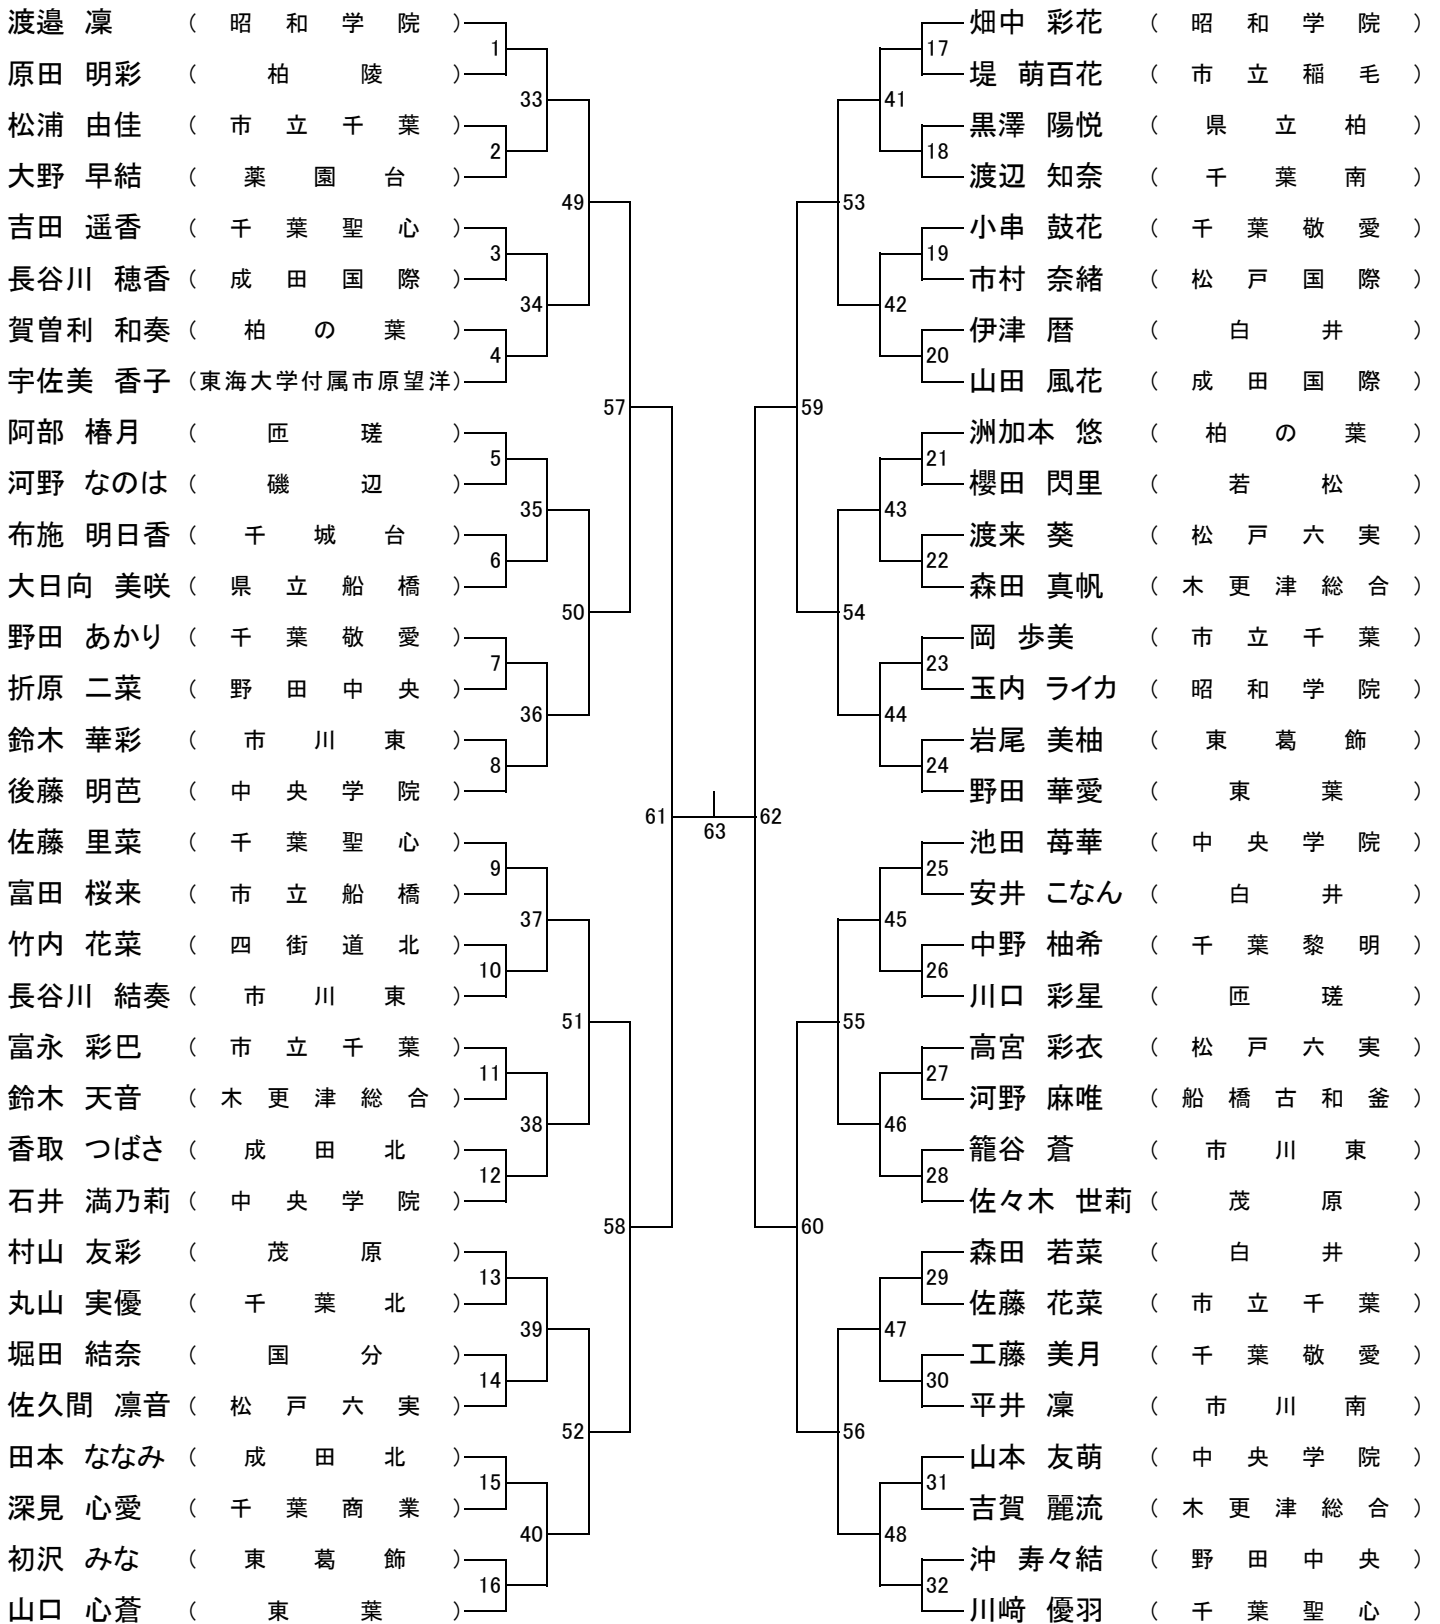 渡邉 凜 （ 昭和学院 ）
原田 明彩 （ 柏陵 ）
松浦 由佳 （ 市立千葉 ）
大野 早結 （ 薬園台 ）
吉田 遥香 （ 千葉聖心 ）
長谷川 穂香 （ 成田国際 ）
賀曽利 和奏 （ 柏の葉 ）
宇佐美 香子 （東海大学付属市原望洋）
阿部 椿月 （ 匝瑳 ）
河野 なのは （ 磯辺 ）
布施 明日香 （ 千城台 ）
大日向 美咲 （ 県立船橋 ）
野田 あかり （ 千葉敬愛 ）
折原 二菜 （ 野田中央 ）
鈴木 華彩 （ 市川東 ）
後藤 明芭 （ 中央学院 ）
佐藤 里菜 （ 千葉聖心 ）
富田 桜来 （ 市立船橋 ）
竹内 花菜 （ 四街道北 ）
長谷川 結奏 （ 市川東 ）
富永 彩巴 （ 市立千葉 ）
鈴木 天音 （ 木更津総合 ）
香取 つばさ （ 成田北 ）
石井 満乃莉 （ 中央学院 ）
村山 友彩 （ 茂原 ）
丸山 実優 （ 千葉北 ）
堀田 結奈 （ 国分 ）
佐久間 凛音 （ 松戸六実 ）
田本 ななみ （ 成田北 ）
深見 心愛 （ 千葉商業 ）
初沢 みな （ 東葛飾 ）
山口 心蒼 （ 東葉 ）
1
2
3
4
5
6
7
8
9
10
11
12
13
14
15
16
33
34
35
36
37
38
39
40
49
50
51
52
57
58
61
63
62
59
60
53
54
55
56
41
42
43
44
45
46
47
48
17
18
19
20
21
22
23
24
25
26
27
28
29
30
31
32
畑中 彩花 （ 昭和学院 ）
堤 萌百花 （ 市立稲毛 ）
黒澤 陽悦 （ 県立柏 ）
渡辺 知奈 （ 千葉南 ）
小串 鼓花 （ 千葉敬愛 ）
市村 奈緒 （ 松戸国際 ）
伊津 暦 （ 白井 ）
山田 風花 （ 成田国際 ）
洲加本 悠 （ 柏の葉 ）
櫻田 閃里 （ 若松 ）
渡来 葵 （ 松戸六実 ）
森田 真帆 （ 木更津総合 ）
岡 歩美 （ 市立千葉 ）
玉内 ライカ （ 昭和学院 ）
岩尾 美柚 （ 東葛飾 ）
野田 華愛 （ 東葉 ）
池田 苺華 （ 中央学院 ）
安井 こなん （ 白井 ）
中野 柚希 （ 千葉黎明 ）
川口 彩星 （ 匝瑳 ）
高宮 彩衣 （ 松戸六実 ）
河野 麻唯 （ 船橋古和釜 ）
籠谷 蒼 （ 市川東 ）
佐々木 世莉 （ 茂原 ）
森田 若菜 （ 白井 ）
佐藤 花菜 （ 市立千葉 ）
工藤 美月 （ 千葉敬愛 ）
平井 凜 （ 市川南 ）
山本 友萌 （ 中央学院 ）
吉賀 麗流 （ 木更津総合 ）
沖 寿々結 （ 野田中央 ）
川﨑 優羽 （ 千葉聖心 ）